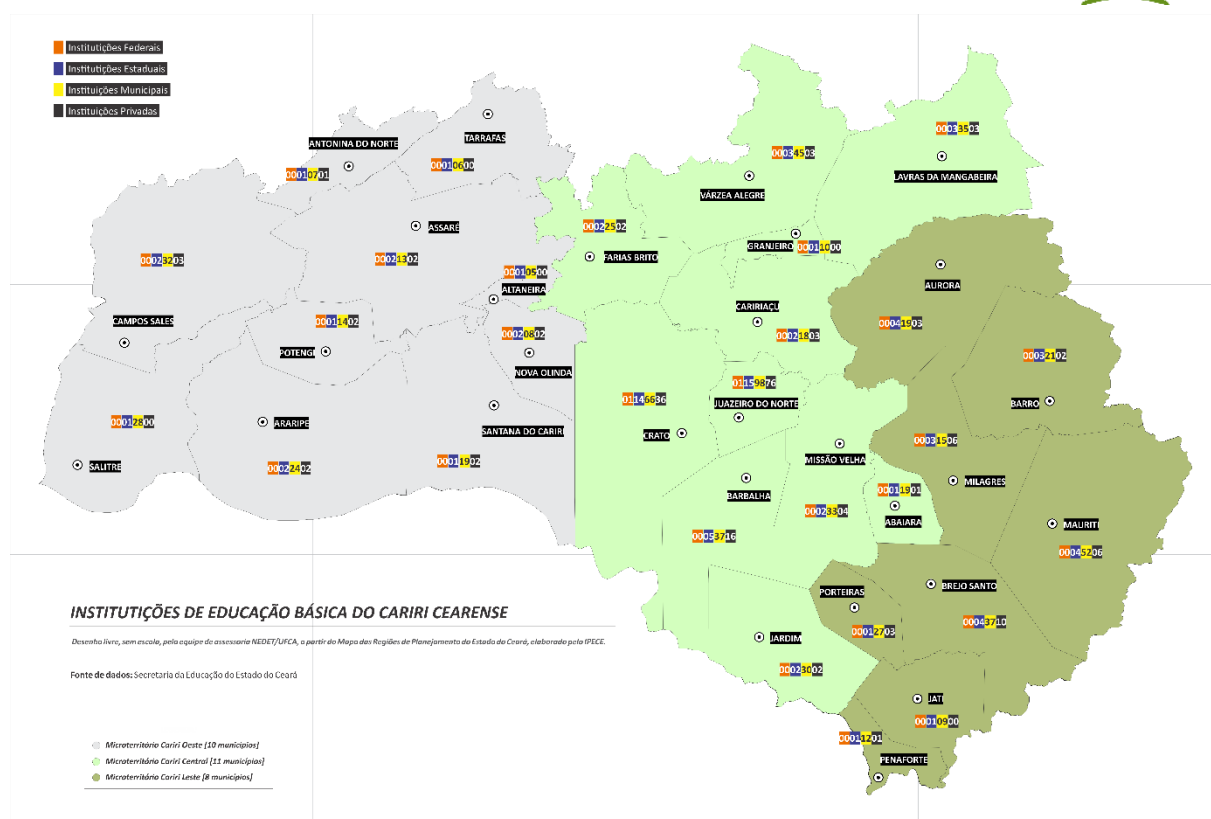 Institutições Federais
Institutições Estaduais
Instituições Municipais
Instituições Privadas
TARRAFAS
00010600
ANTONINA DO NORTE
00010701
ASSARÉ
00021302
00023203
CAMPOS SALES
00010500
ALTANEIRA
00011402
POTENGI
00020802
NOVA OLINDA
00012800
SALITRE
ARARIPE
00022402
SANTANA DO CARIRI
00011902
00034503
VÁRZEA ALEGRE
00033503
LAVRAS DA MANGABEIRA
00022502
FARIAS BRITO
GRANJEIRO
00011000
CARIRIAÇU
00021803
AURORA
00041903
00032102
BARRO
01146636
CRATO
01159876
JUAZEIRO DO NORTE
MISSÃO VELHA
00023304
BARBALHA
00053716
00011901
ABAIARA
00031506
MILAGRES
MAURITI
00045206
PORTEIRAS
00012703
BREJO SANTO
00043710
JARDIM
00023002
JATI
00010900
00011201
PENAFORTE
INSTITUTIÇÕES DE EDUCAÇÃO BÁSICA DO CARIRI CEARENSE
Desenho livre, sem escala, pela equipe de assessoria NEDET/UFCA, a partir do Mapa das Regiões de Planejamento do Estado do Ceará, elaborado pelo IPECE.
Fonte de dados: Secretaria da Educação do Estado do Ceará
Microterritório Cariri Oeste [10 municípios]
Microterritório Cariri Central [11 municípios]
Microterritório Cariri Leste [8 municípios]